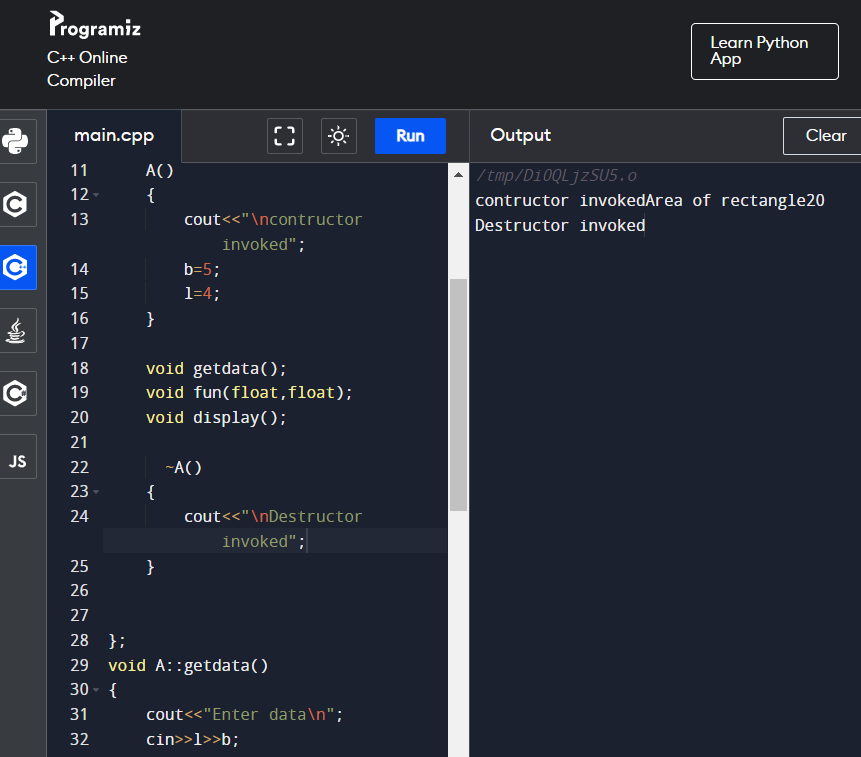 Programiz
C++ Online
Compiler
Learn Python
App
main.cpp
Run
Output
Clear
11 A()
12 {
13 cout<<"\ncontructor
invoked";
14 b=5;
15 l=4;
16 }
17
18 void getdata();
19 void fun(float,float);
20 void display();
21
22 ~A()
23 {
24 cout<<"\nDestructor
invoked";
25 }
26
27
28 };
29 void A::getdata()
30 {
31 cout<<"Enter data\n";
32 cin>>l>>b;
/tmp/DiOQLjzSU5.o
contructor invokedArea of rectangle20
Destructor invoked
C
C+
C#
JS